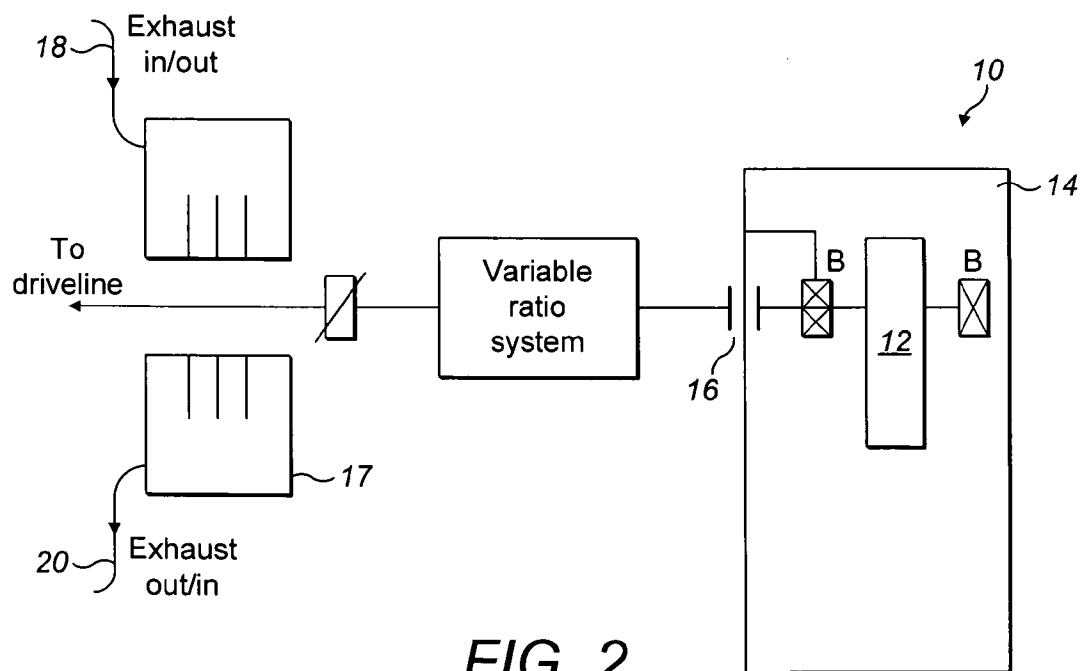 Exhaust
in/out
18
10
14
To
driveline
Variable
ratio
system
B
B
12
16
17
20
Exhaust
out/in
FIG. 2